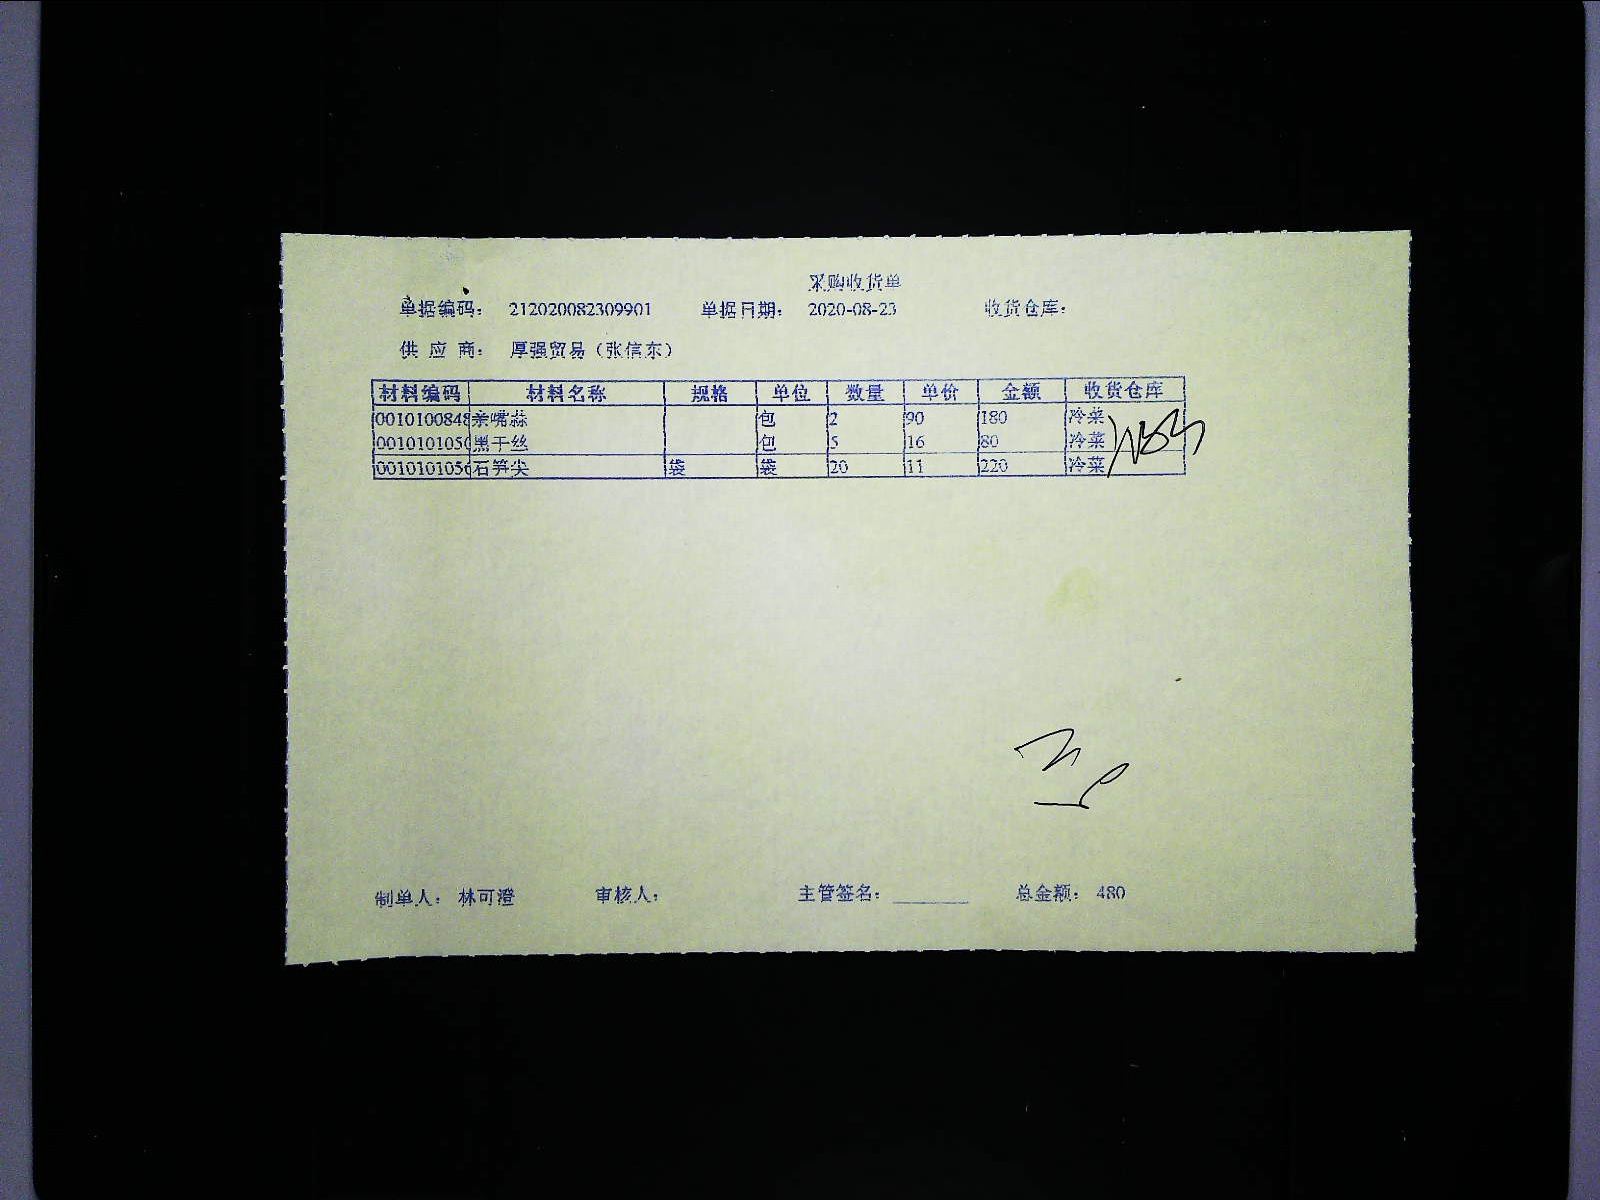 采购收货单
单据编码： 212020082309901 单据日期： 2020-08-23 收货仓库：
供 应 商： 厚强贸易（张信东）
材料编码 材料名称 规格 单位 数量 单价 金额 收货仓库
0010100848 亲嘴蒜 包 2 90 180 冷菜
001010105 黑干丝 包 5 16 80 冷菜
001010105 石笋尖 袋 袋 20 11 220 冷菜
制单人： 林可澄 审核人： 主管签名： 总金额： 480